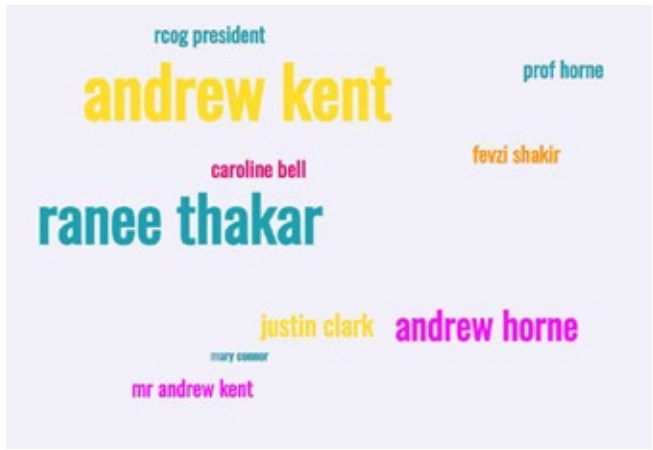 rcog president
andrew kent
prof horne
caroline bell
fevzi shakir
ranee thakar
justin clark
andrew horne
mary connor
mr andrew kent